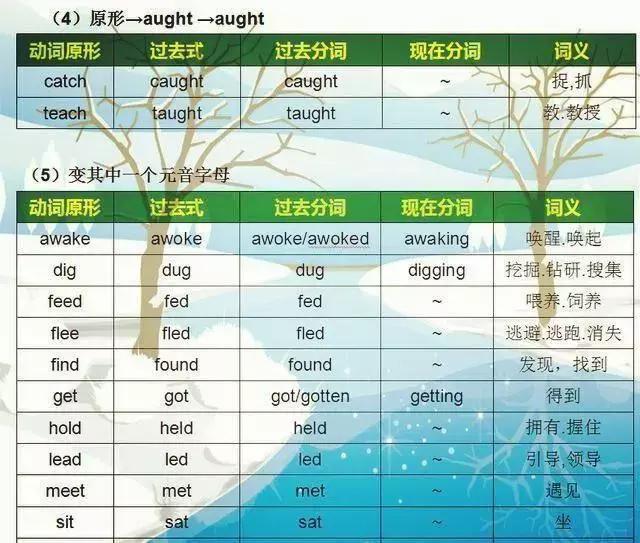 （4）原形→aught →aught
动词原形 过去式 过去分词 现在分词 词义
catch caught caught ~ 捉,抓
teach taught taught ~ 教.教授
（5）变其中一个元音字母
动词原形 过去式 过去分词 现在分词 词义
awake awoke awoke/awoked awaking 唤醒.唤起
dig dug dug digging 挖掘.钻研.搜集
feed fed fed ~ 喂养.饲养
flee fled fled ~ 逃避.逃跑.消失
find found found ~ 发现，找到
get got got/gotten getting 得到
hold held held ~ 拥有.握住
lead led led ~ 引导,领导
meet met met ~ 遇见
sit sat sat ~ 坐